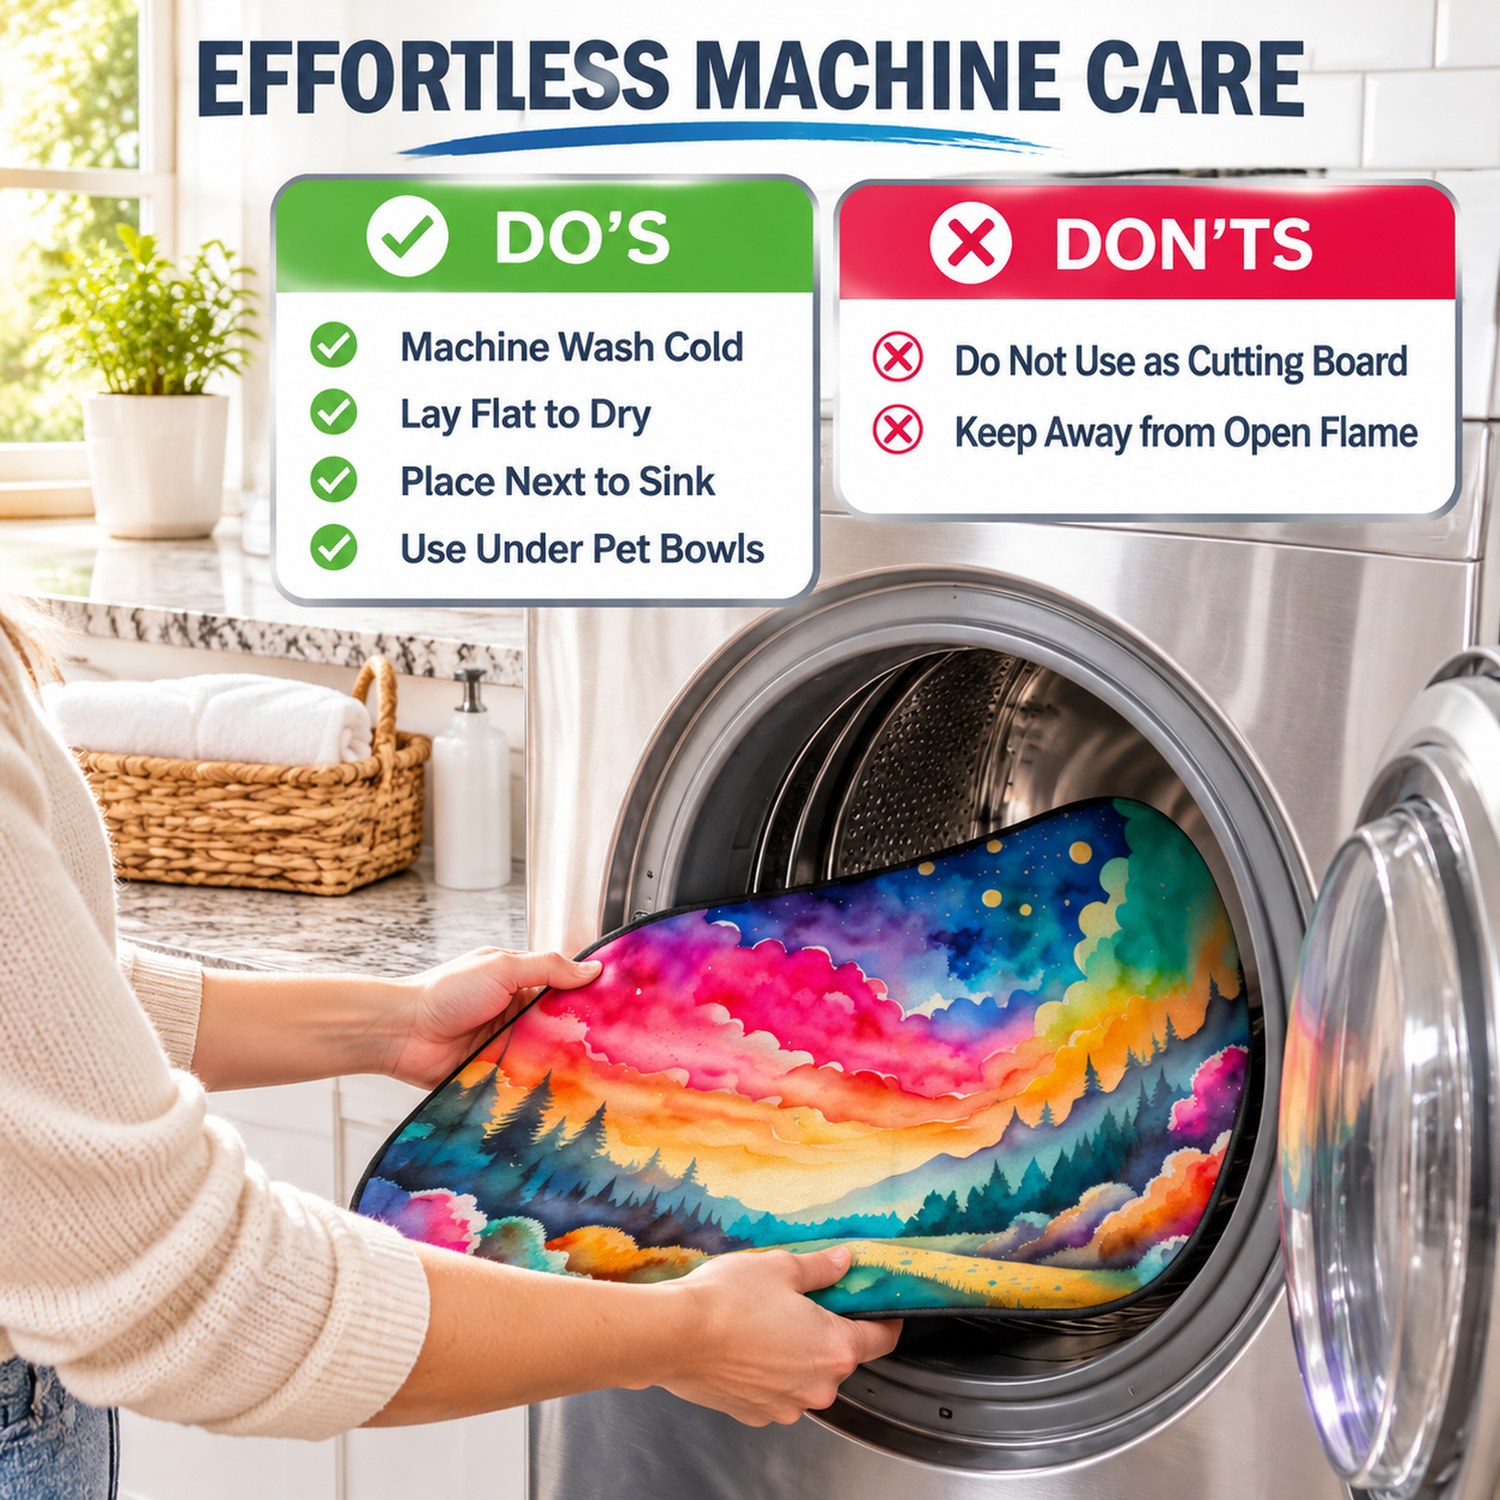 EFFORTLESS MACHINE CARE
DO'S
Machine Wash Cold
Lay Flat to Dry
Place Next to Sink
Use Under Pet Bowls
DON'TS
Do Not Use as Cutting Board
Keep Away from Open Flame